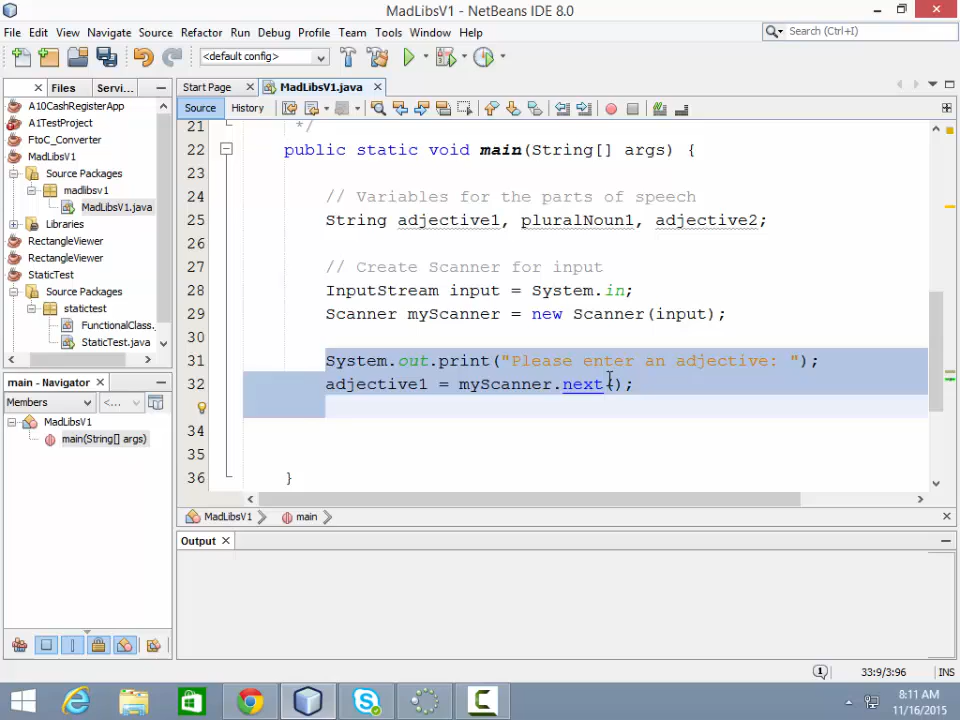 MadLibsV1 - NetBeans IDE 8.0
File Edit View Navigate Source Refactor Run Debug Profile Team Tools Window Help
Search (Ctrl+I)
<default config>
Files Servi...
Start Page MadLibsV1.java
Source History
A10CashRegisterApp
A1TestProject
FtoC_Converter
MadLibsV1
Source Packages
madlibsv1
MadLibsV1.java
Libraries
RectangleViewer
RectangleViewer
StaticTest
Source Packages
statictest
FunctionalClass.
StaticTest.java
21 */
22 public static void main(String[] args) {
23
24 // Variables for the parts of speech
25 String adjective1, pluralNoun1, adjective2;
26
27 // Create Scanner for input
28 InputStream input = System.in;
29 Scanner myScanner = new Scanner(input);
30
31 System.out.print("Please enter an adjective: ");
32 adjective1 = myScanner.next();
34
35
36 }
main - Navigator
Members <...
MadLibsV1
main(String[] args)
MadLibsV1 main
Output
1 33:9/3:96 INS
8:11 AM
11/16/2015